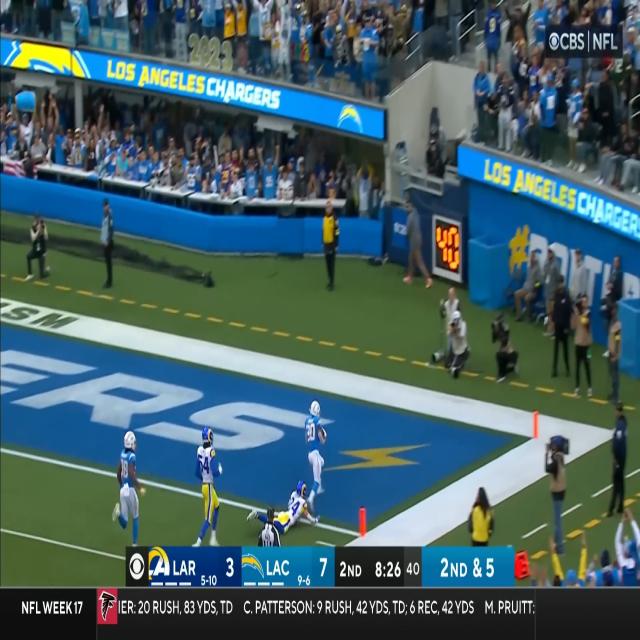 2023
CBS | NFL
LOS ANGELES CHARGERS
LOS ANGELES CHARGERS
40
ERS
LAR 5-10 3 LAC 9-6 7 2ND 8:26 40 2ND & 5
NFL WEEK 17 IER: 20 RUSH, 83 YDS, TD C. PATTERSON: 9 RUSH, 42 YDS, TD; 6 REC, 42 YDS M. PRUITT: